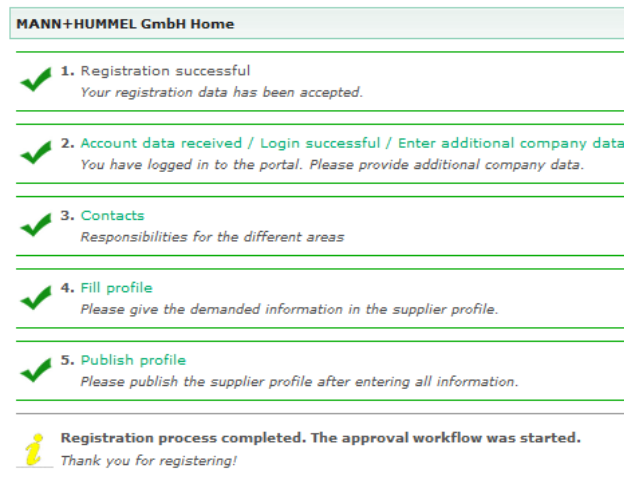 MANN+HUMMEL GmbH Home
1. Registration successful
Your registration data has been accepted.
2. Account data received / Login successful / Enter additional company data
You have logged in to the portal. Please provide additional company data.
3. Contacts
Responsibilities for the different areas
4. Fill profile
Please give the demanded information in the supplier profile.
5. Publish profile
Please publish the supplier profile after entering all information.
Registration process completed. The approval workflow was started.
Thank you for registering!